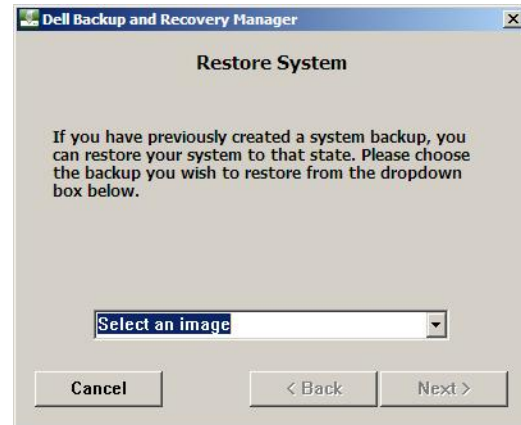 Dell Backup and Recovery Manager
Restore System
If you have previously created a system backup, you
can restore your system to that state. Please choose
the backup you wish to restore from the dropdown
box below.
Select an image
Cancel
< Back
Next >